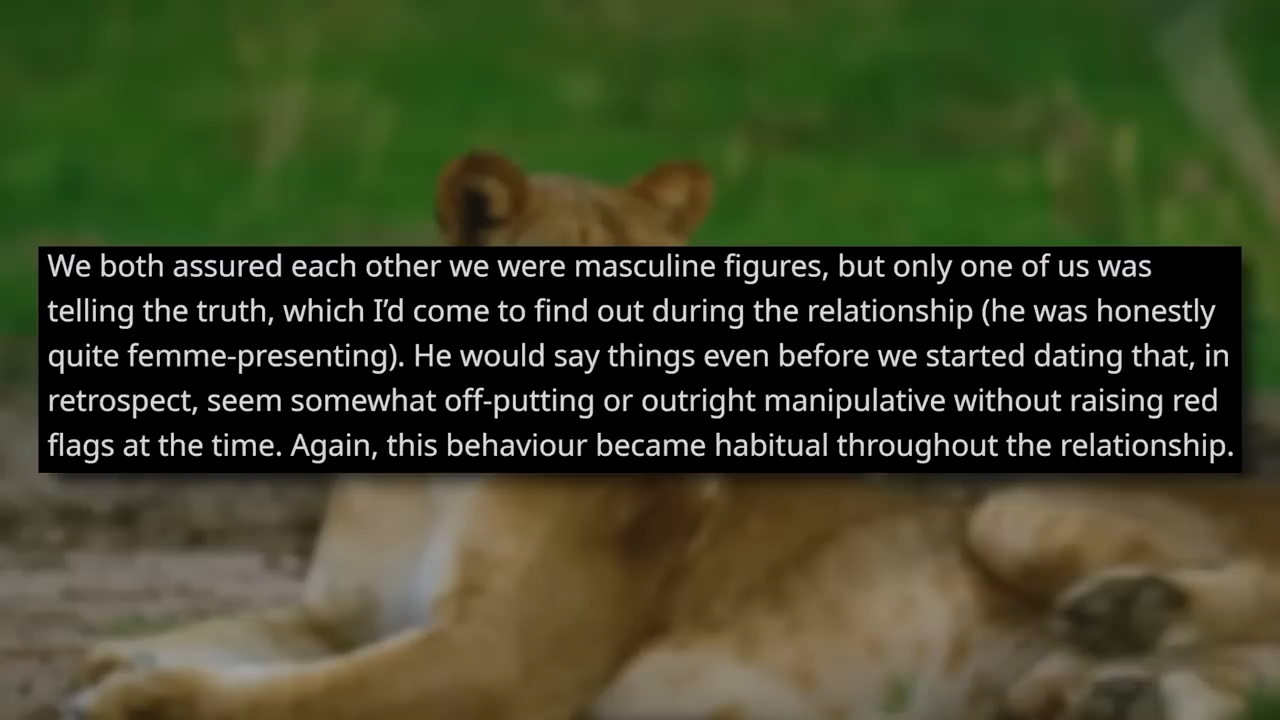 We both assured each other we were masculine figures, but only one of us was
telling the truth, which I’d come to find out during the relationship (he was honestly
quite femme-presenting). He would say things even before we started dating that, in
retrospect, seem somewhat off-putting or outright manipulative without raising red
flags at the time. Again, this behaviour became habitual throughout the relationship.